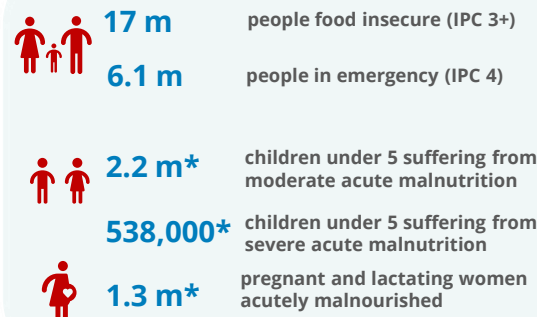 17 m people food insecure (IPC 3+)
6.1 m people in emergency (IPC 4)
2.2 m* children under 5 suffering from
moderate acute malnutrition
538,000* children under 5 suffering from
severe acute malnutrition
1.3 m* pregnant and lactating women
acutely malnourished